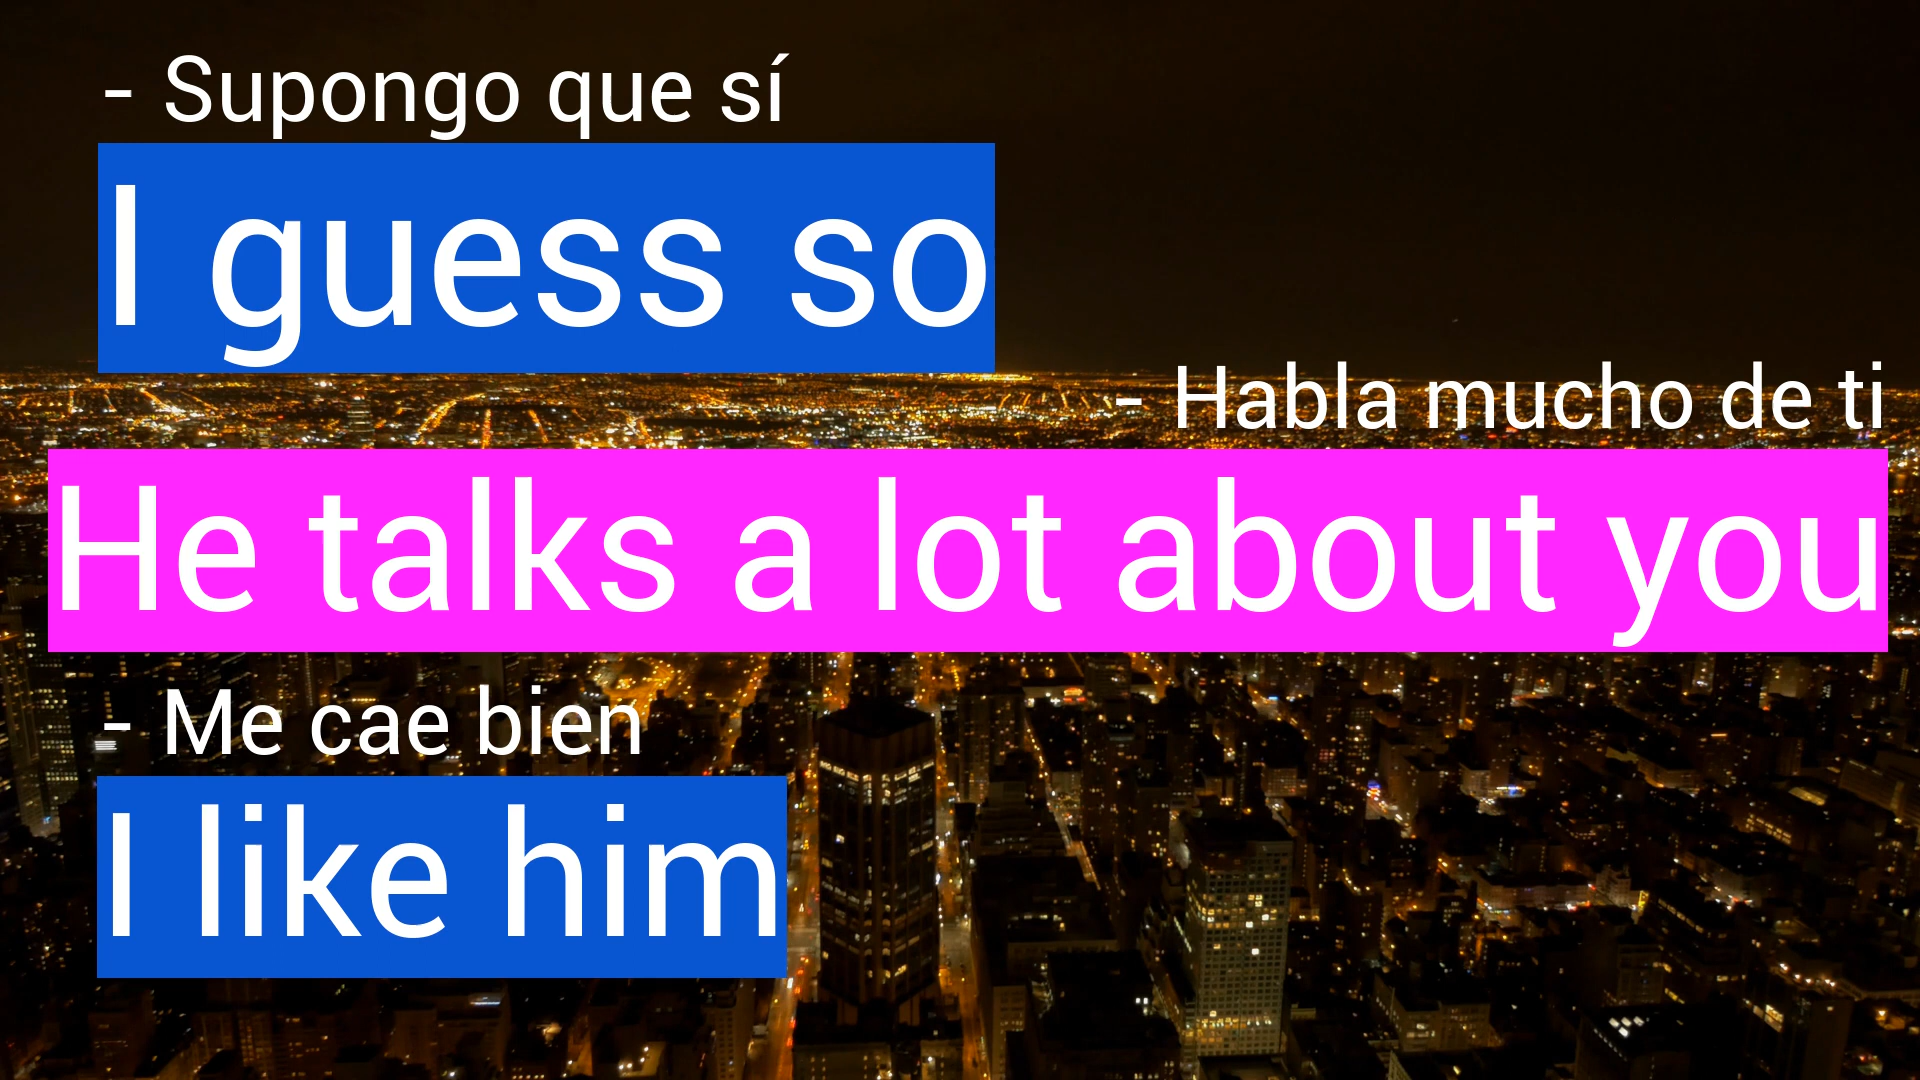 - Supongo que sí
I guess so
- Habla mucho de ti
He talks a lot about you
- Me cae bien
I like him